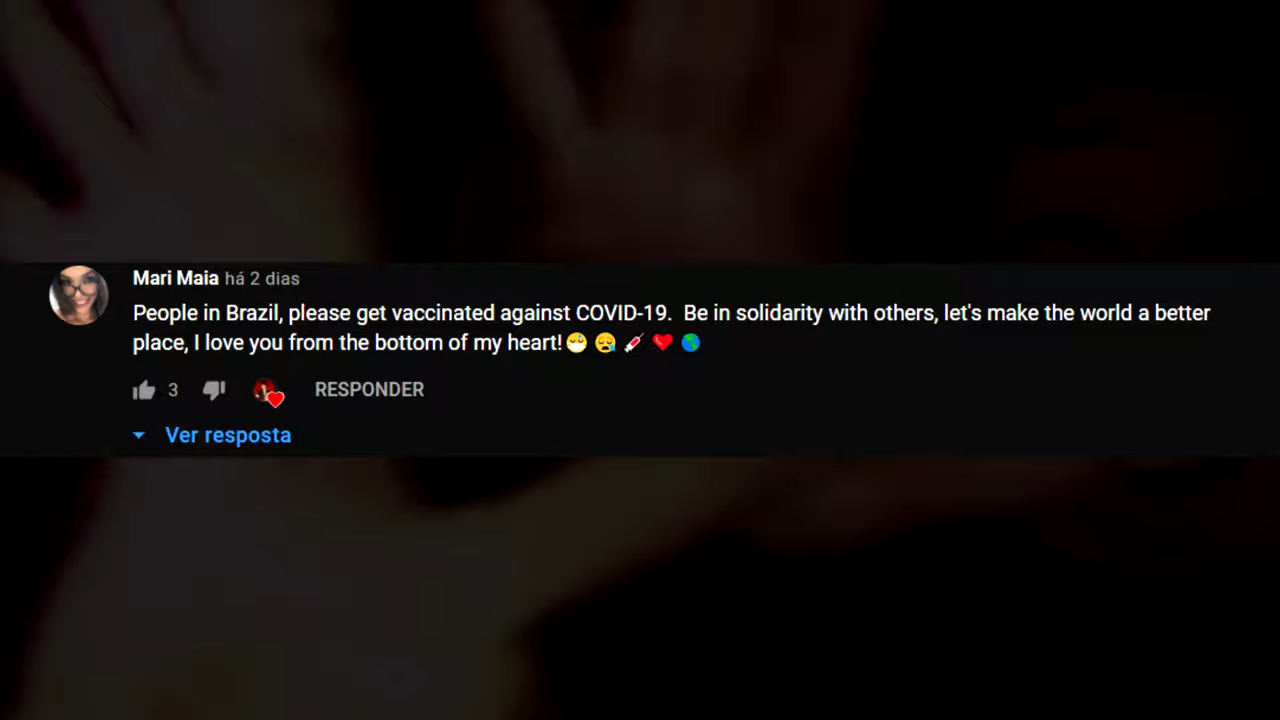 Mari Maia há 2 dias
People in Brazil, please get vaccinated against COVID-19.  Be in solidarity with others, let's make the world a better
place, I love you from the bottom of my heart!😷 😪 💉 ❤️ 🌎
3 RESPONDER
Ver resposta